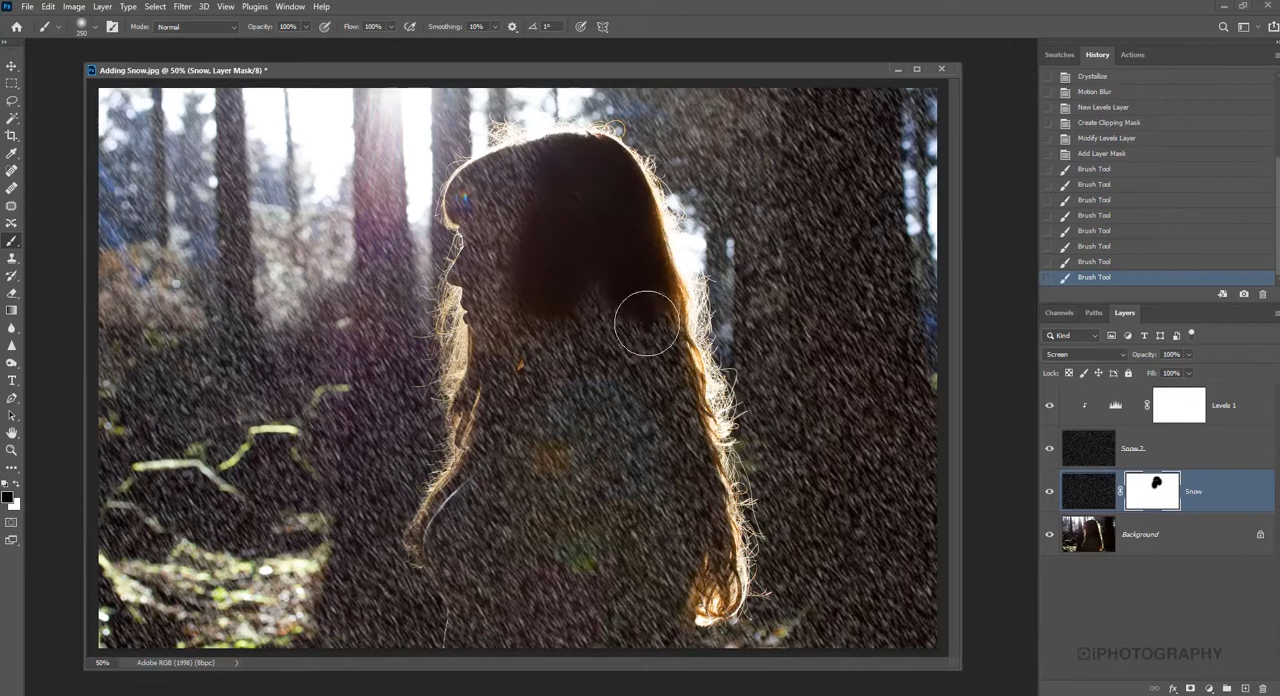 File Edit Image Layer Type Select Filter 3D View Plugins Window Help
250 Mode: Normal Opacity: 100% Flow: 100% Smoothing: 10% 1°
Adding Snow.jpg @ 50% (Snow, Layer Mask/8) *
50% Adobe RGB (1998) (8bpc)
Swatches History Actions
Crystallize
Motion Blur
New Levels Layer
Create Clipping Mask
Modify Levels Layer
Add Layer Mask
Brush Tool
Brush Tool
Brush Tool
Brush Tool
Brush Tool
Brush Tool
Brush Tool
Brush Tool
Channels Paths Layers
Kind
Screen Opacity: 100%
Lock: Fill: 100%
Levels 1
Snow 2
Snow
Background
iPHOTOGRAPHY